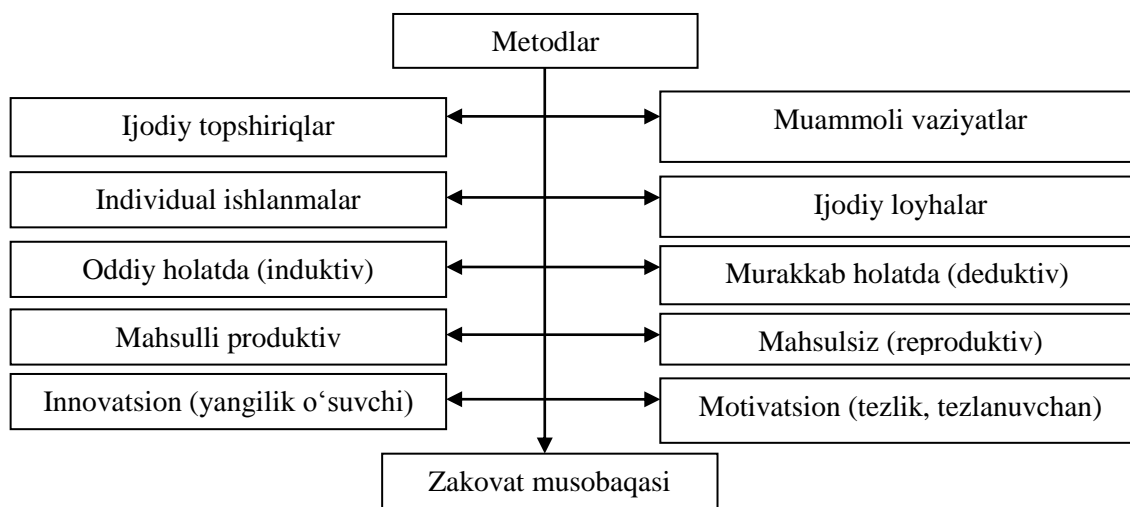 Metodlar
Ijodiy topshiriqlar
Muammoli vaziyatlar
Individual ishlanmalar
Ijodiy loyhalar
Oddiy holatda (induktiv)
Murakkab holatda (deduktiv)
Mahsulli produktiv
Mahsulsiz (reproduktiv)
Innovatsion (yangilik o‘suvchi)
Motivatsion (tezlik, tezlanuvchan)
Zakovat musobaqasi